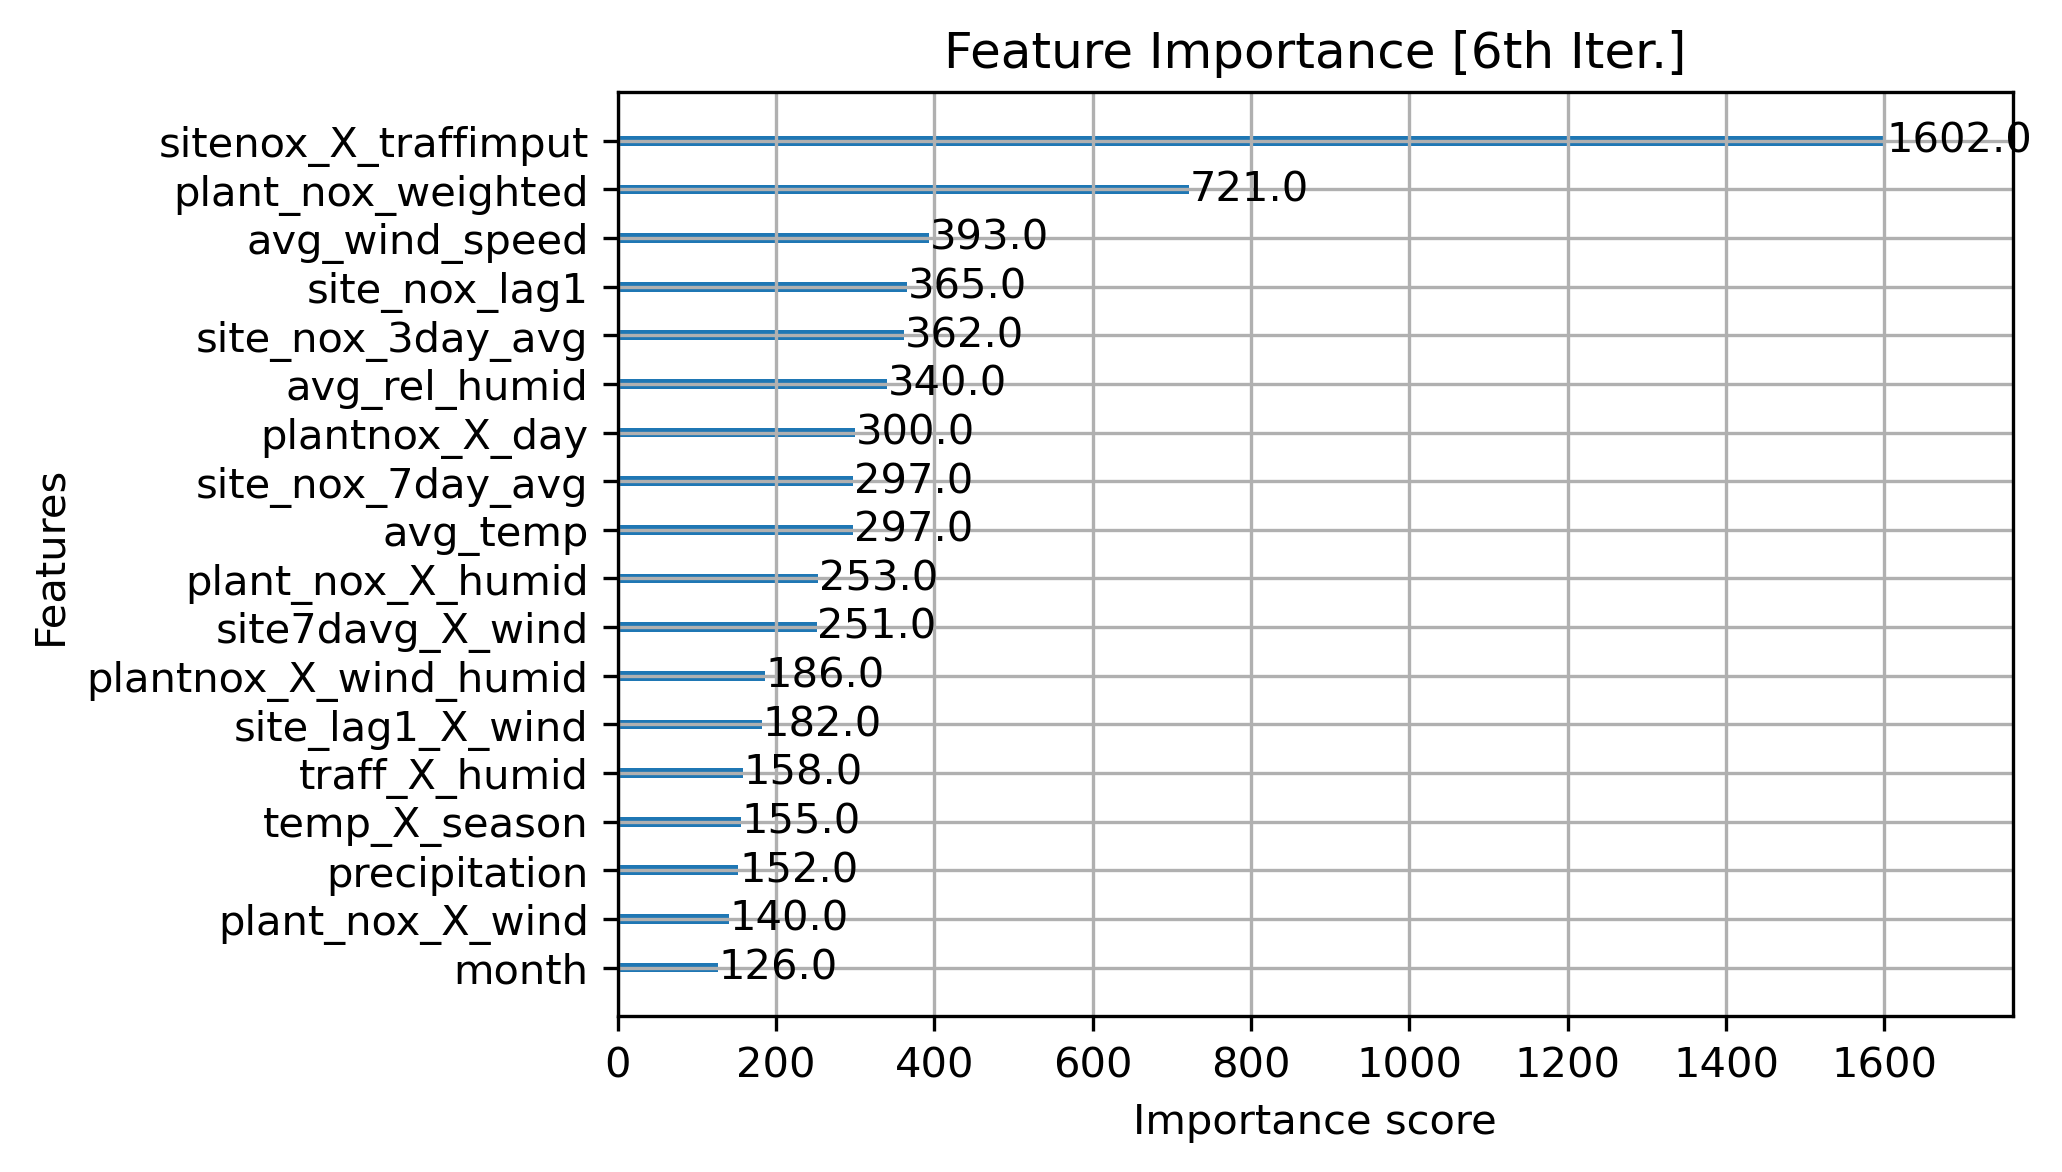 Feature Importance [6th Iter.]
sitenox_X_traffimput 1602.0
plant_nox_weighted 721.0
avg_wind_speed 393.0
site_nox_lag1 365.0
site_nox_3day_avg 362.0
avg_rel_humid 340.0
plantnox_X_day 300.0
site_nox_7day_avg 297.0
avg_temp 297.0
plant_nox_X_humid 253.0
site7davg_X_wind 251.0
plantnox_X_wind_humid 186.0
site_lag1_X_wind 182.0
traff_X_humid 158.0
temp_X_season 155.0
precipitation 152.0
plant_nox_X_wind 140.0
month 126.0
Features
0 200 400 600 800 1000 1200 1400 1600
Importance score